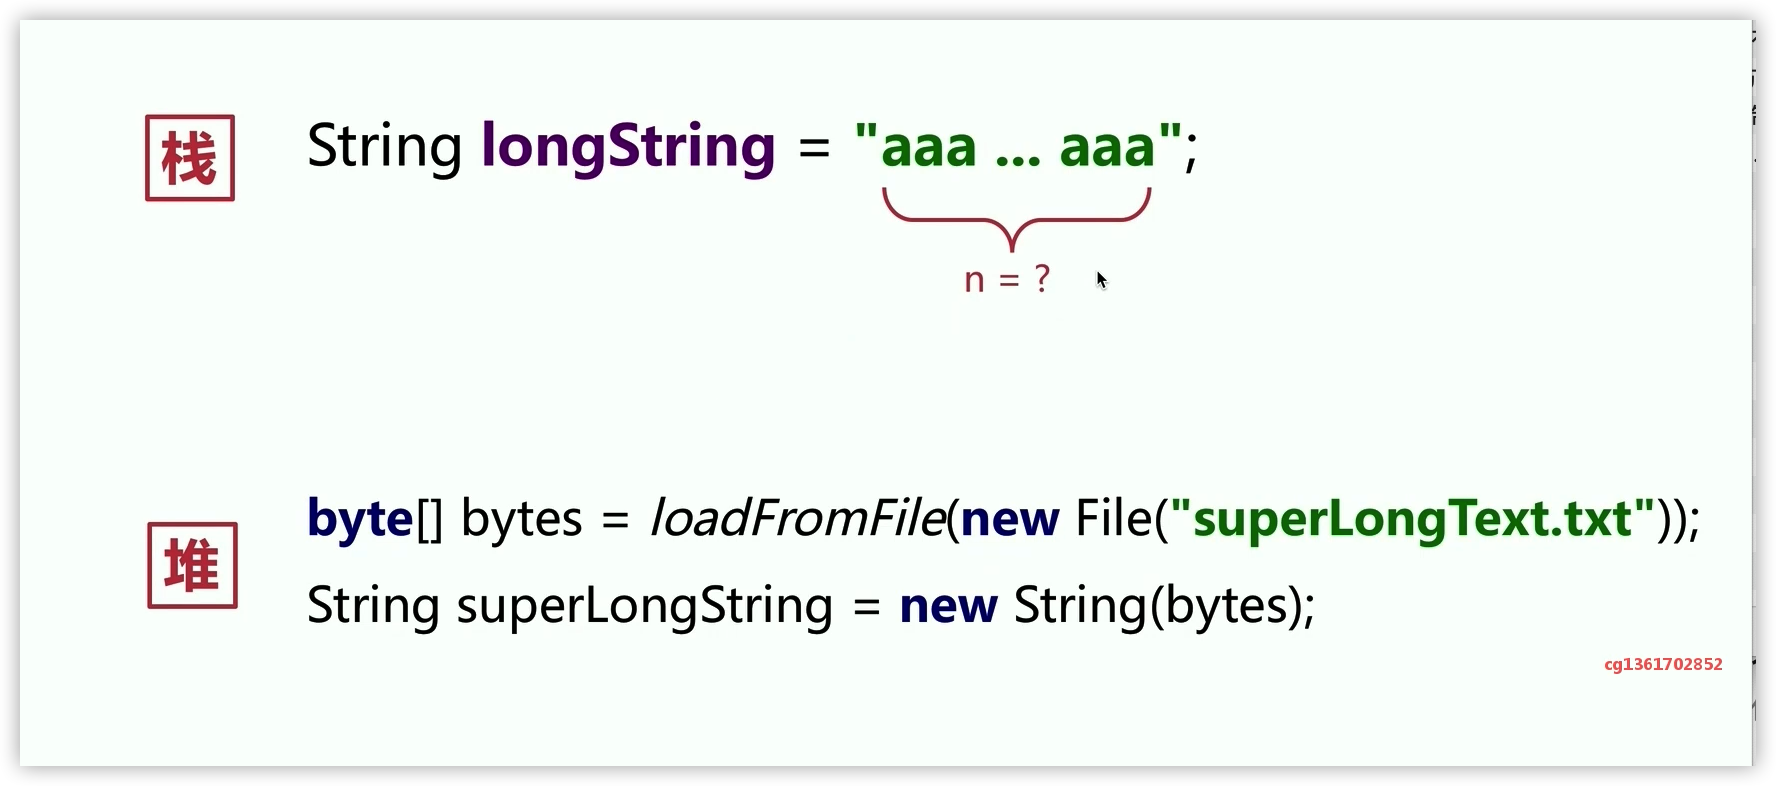 栈 String longString = "aaa ... aaa";
n = ?
byte[] bytes = loadFromFile(new File("superLongText.txt"));
堆
String superLongString = new String(bytes);
cg1361702852